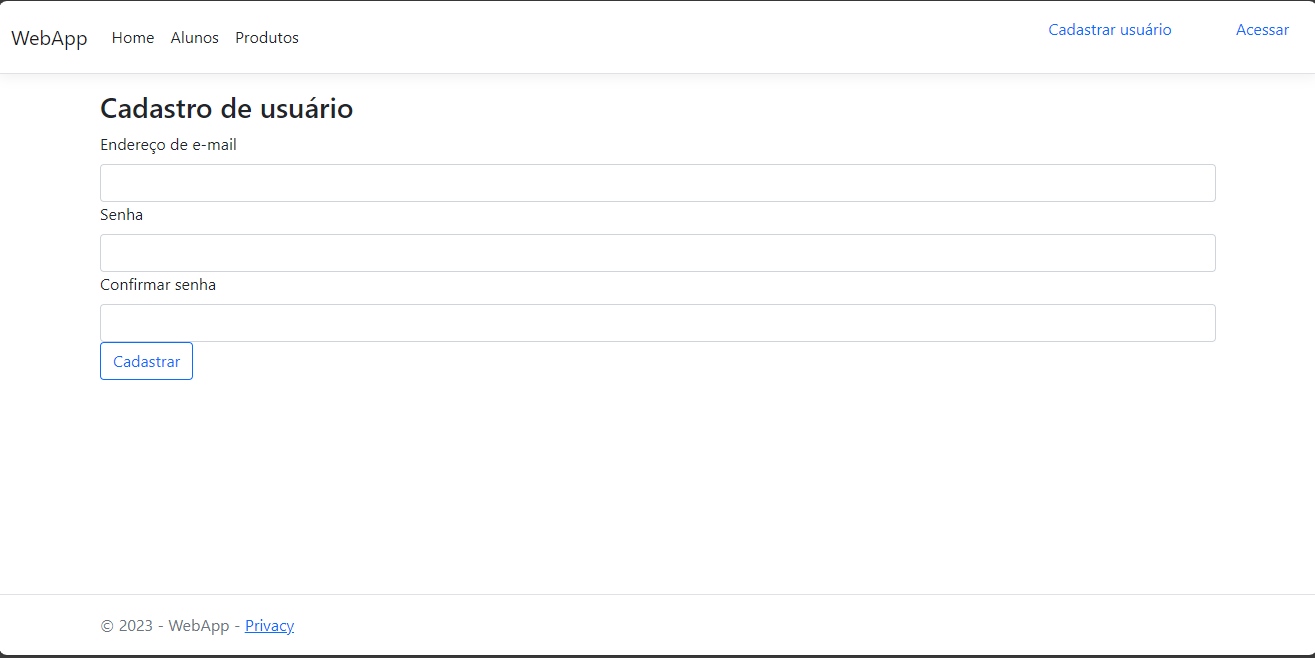 WebApp Home Alunos Produtos Cadastrar usuário Acessar
Cadastro de usuário
Endereço de e-mail
Senha
Confirmar senha
Cadastrar
© 2023 - WebApp - Privacy